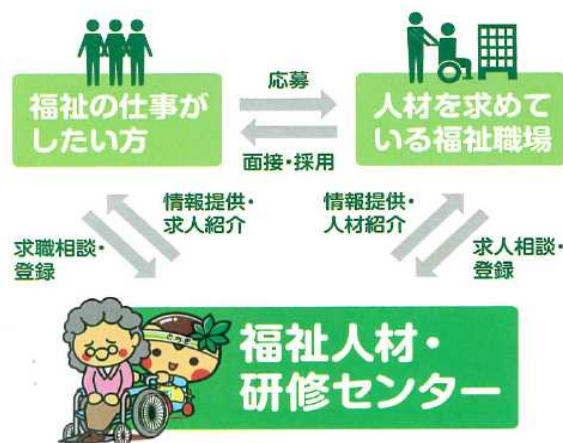 福祉の仕事が
したい方
応募
面接・採用
人材を求めて
いる福祉職場
求職相談・
登録
情報提供・
求人紹介
情報提供・
人材紹介
求人相談・
登録
とちぎ
福祉人材・
研修センター